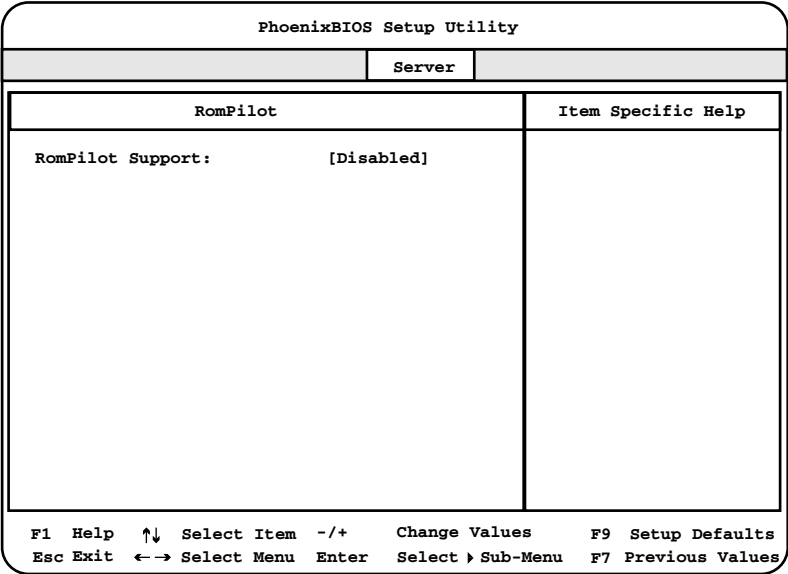 PhoenixBIOS Setup Utility
Server
RomPilot
Item Specific Help
RomPilot Support: [Disabled]
F1 Help ↑↓ Select Item -/+ Change Values F9 Setup Defaults
Esc Exit ←→ Select Menu Enter Select ▶ Sub-Menu F7 Previous Values